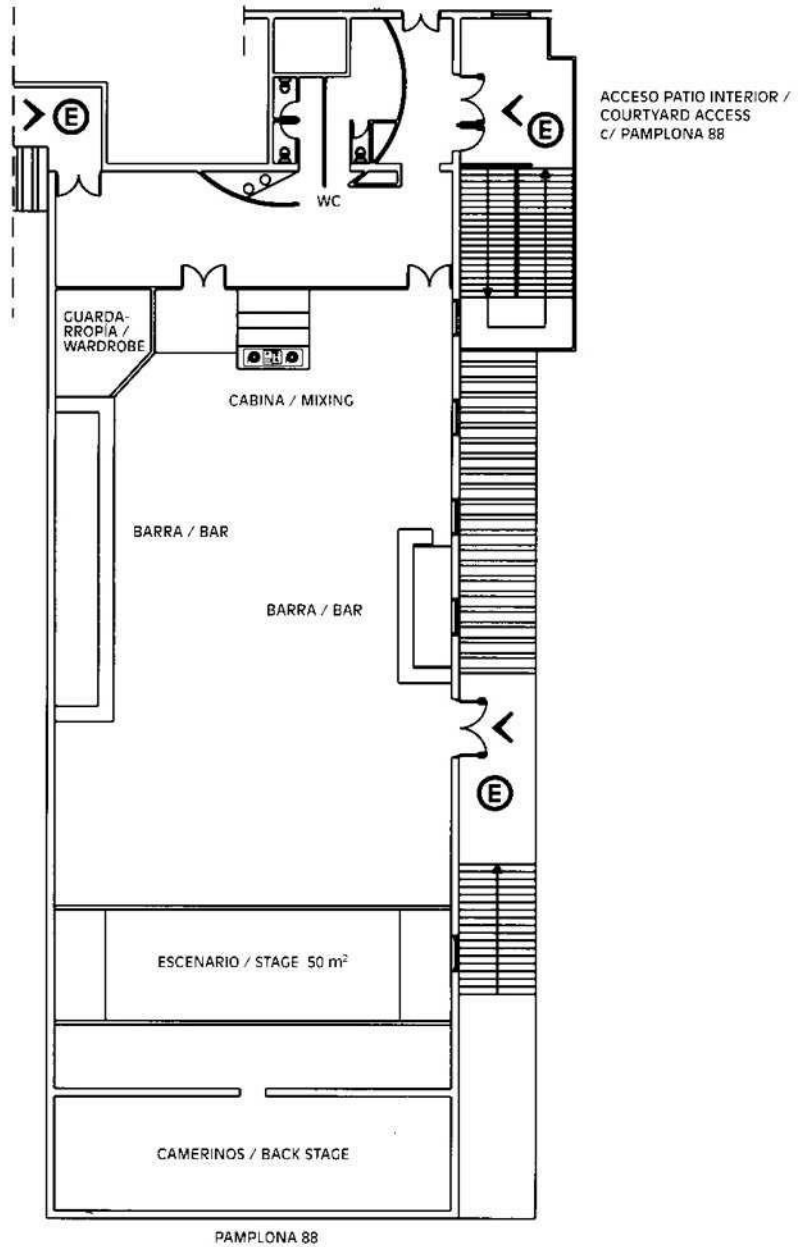 ACCESO PATIO INTERIOR /
COURTYARD ACCESS
c/ PAMPLONA 88
E
E
WC
GUARDA-
RROPÍA /
WARDROBE
CABINA / MIXING
BARRA / BAR
BARRA / BAR
E
ESCENARIO / STAGE 50 m²
CAMERINOS / BACK STAGE
PAMPLONA 88